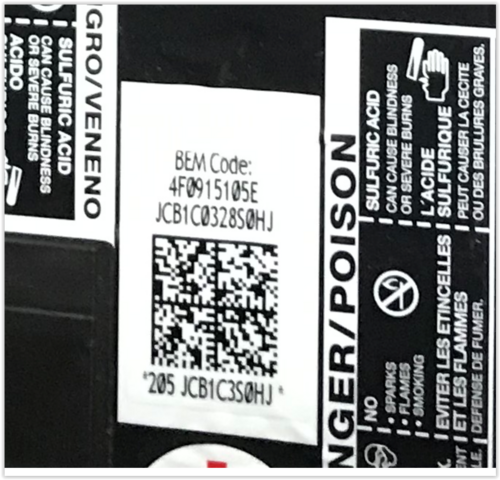 GRO/VENENO
SULFURIC ACID
CAN CAUSE BLINDNESS
OR SEVERE BURNS
ACIDO
BEM Code:
4F0915105E
JCB1C0328S0HJ
*205 JCB1C3S0HJ *
NGER/POISON
SULFURIC ACID
CAN CAUSE BLINDNESS
OR SEVERE BURNS
L'ACIDE
SULFURIQUE
PEUT CAUSER LA CECITE
OU DES BRULURES GRAVES.
NO
• SPARKS
• FLAMES
• SMOKING
EVITER LES ETINCELLES
ET LES FLAMMES
DEFENSE DE FUMER.